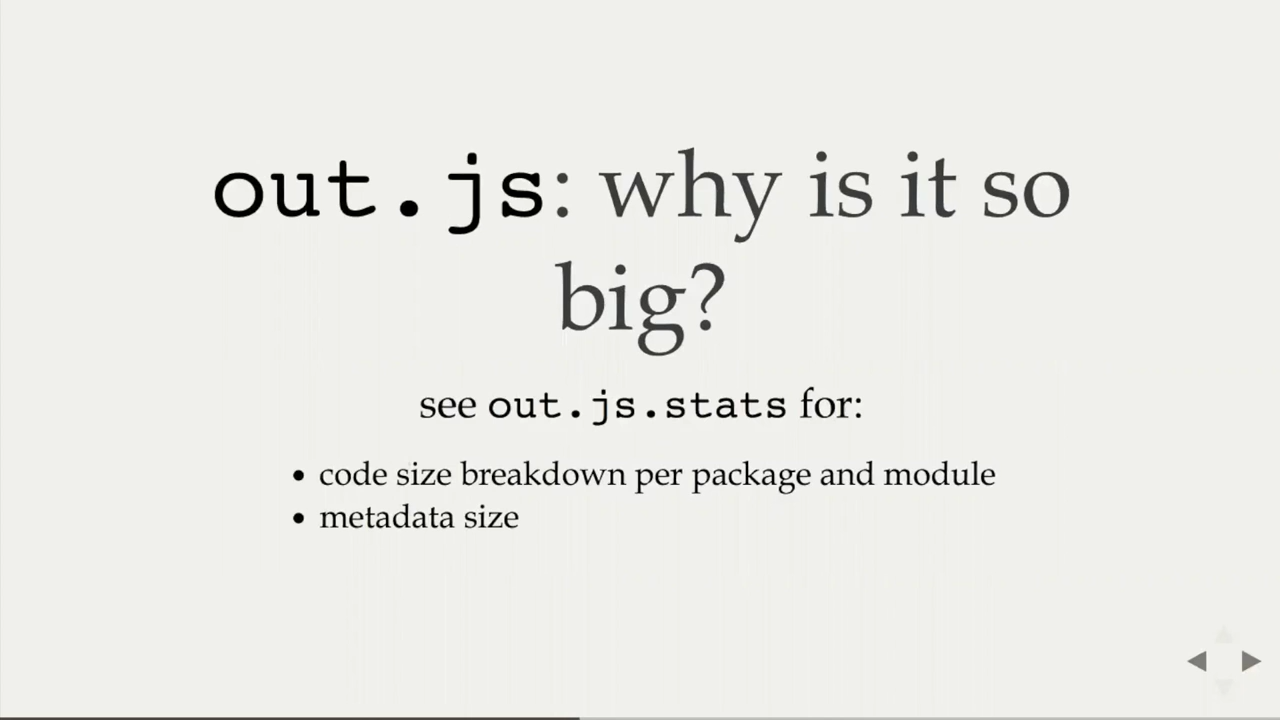 out.js: why is it so
big?
see out.js.stats for:
• code size breakdown per package and module
• metadata size